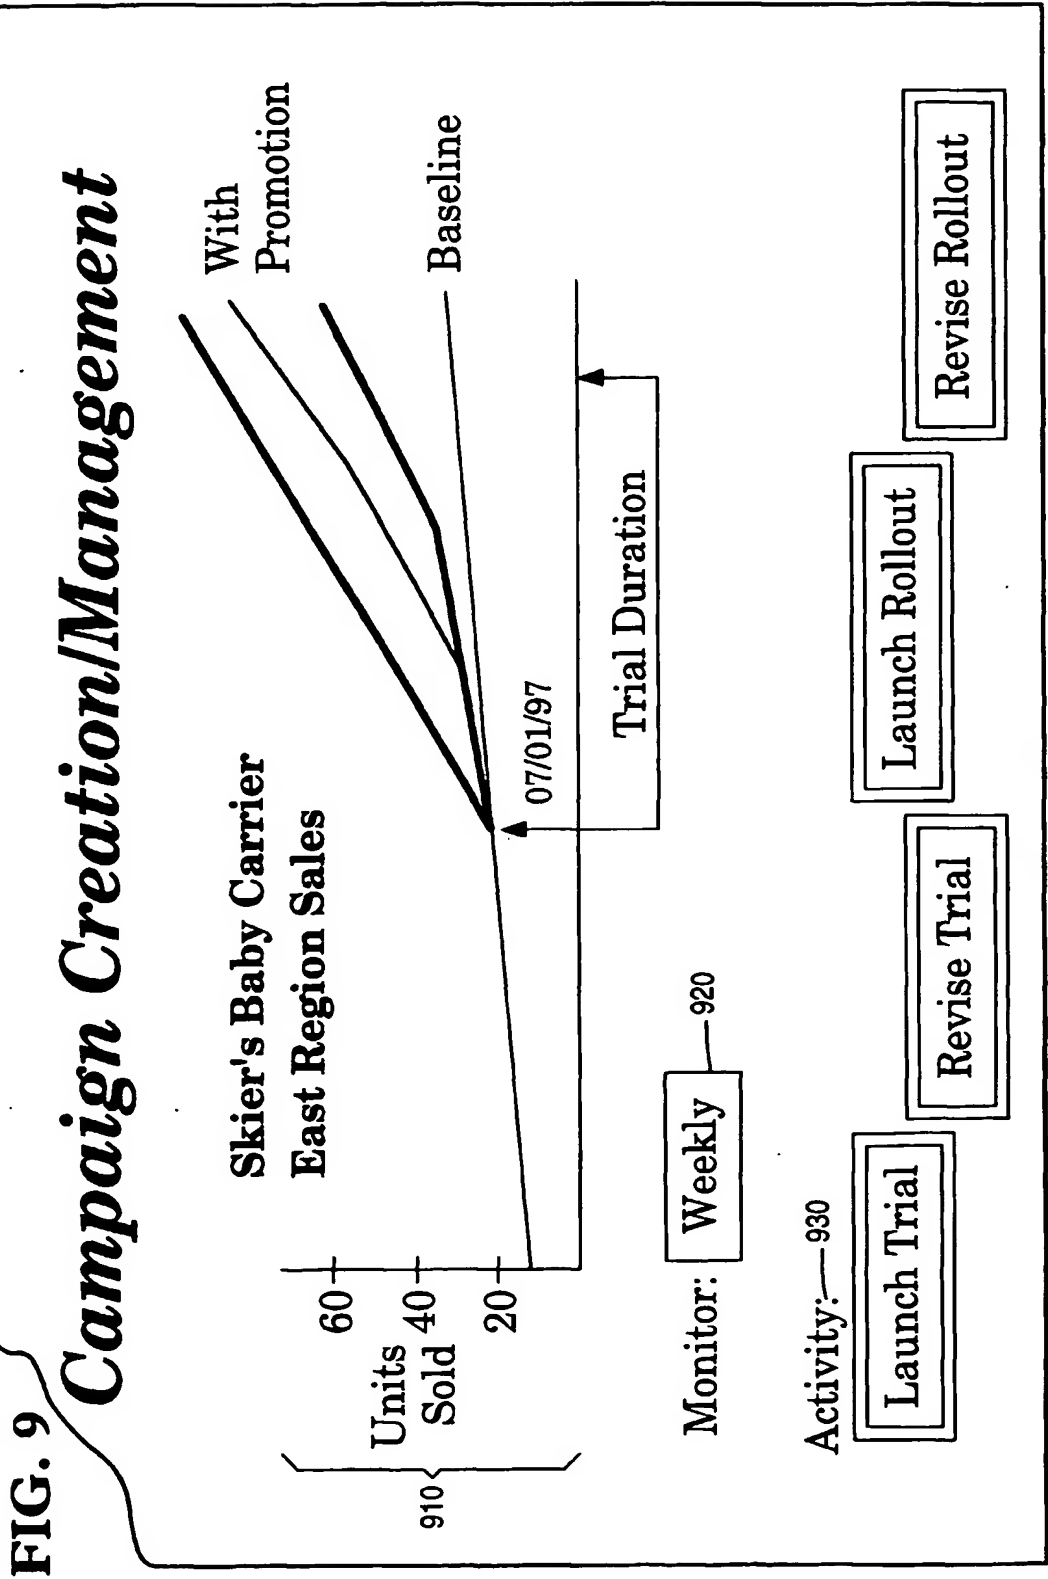 FIG. 9
Campaign Creation/Management
Skier's Baby Carrier
East Region Sales
With
Promotion
Baseline
910
Units
Sold
60
40
20
07/01/97
Trial Duration
Monitor: Weekly 920
Activity: 930
Launch Trial
Revise Trial
Launch Rollout
Revise Rollout